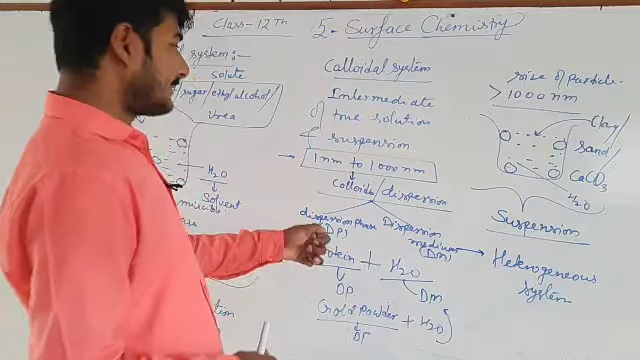 Class-12Th
5. Surface Chemistry
system:-
solute
sugar/ethyl alcohol/
Urea
H2O
Solvent
Calloidal system
Intermediate
of
true solution
suspension
→ 1nm to 1000nm
Colloids/dispersion
dispersion phase
(DP)
Dispersion
medium
(Dm)
+ H2O
DP
Dm
Gold powder + H2O
DP
size of particle
> 1000nm
Clay
sand
CaCO3
H2O
Suspension
Heterogeneous
system